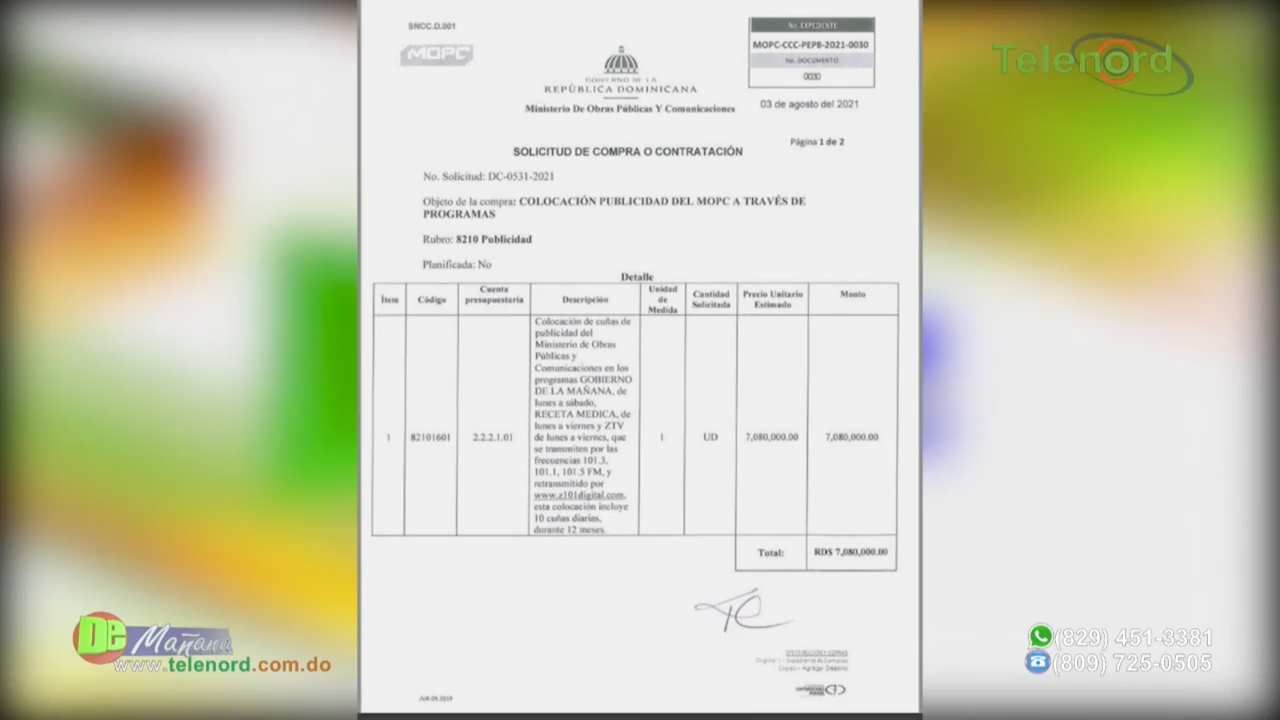 SNCC.D.001
MOPC
No. EXPEDIENTE
MOPC-CCC-PEPB-2021-0030
No. DOCUMENTO
0030
Telenord
GOBIERNO DE LA
REPÚBLICA DOMINICANA
Ministerio De Obras Públicas Y Comunicaciones
03 de agosto del 2021
Página 1 de 2
SOLICITUD DE COMPRA O CONTRATACIÓN
No. Solicitud: DC-0531-2021
Objeto de la compra: COLOCACIÓN PUBLICIDAD DEL MOPC A TRAVÉS DE
PROGRAMAS
Rubro: 8210 Publicidad
Planificada: No
Detalle
Ítem Código Cuenta presupuestaria Descripción Unidad de Medida Cantidad Solicitada Precio Unitario Estimado Monto
Colocación de cuñas de
publicidad del
Ministerio de Obras
Públicas y
Comunicaciones en los
programas GOBIERNO
DE LA MAÑANA, de
lunes a sábado,
RECETA MEDICA, de
lunes a viernes y ZTV
1 82101601 2.2.2.1.01 de lunes a viernes, que 1 UD 7,080,000.00 7,080,000.00
se transmiten por las
frecuencias 101.3,
101.1, 101.5 FM, y
retransmitido por
www.z101digital.com,
esta colocación incluye
10 cuñas diarias,
durante 12 meses.
Total: RD$ 7,080,000.00
De Mañana
www.telenord.com.do
(829) 451-3381
(809) 725-0505
DISTRIBUCIÓN Y COPIAS
JUR.09.2019